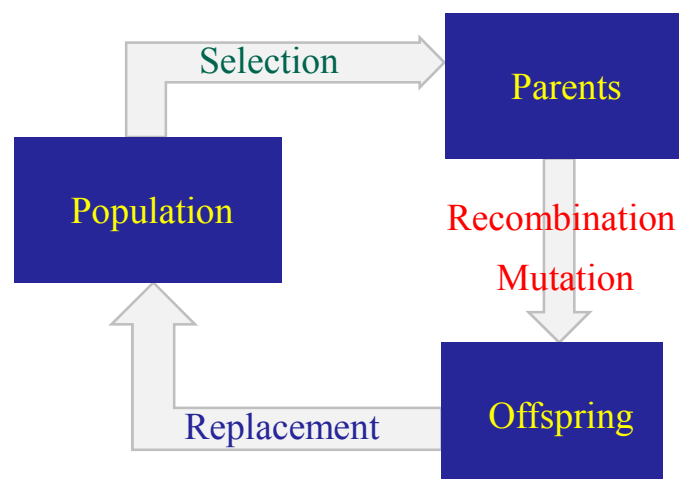 Selection
Parents
Population
Recombination
Mutation
Offspring
Replacement